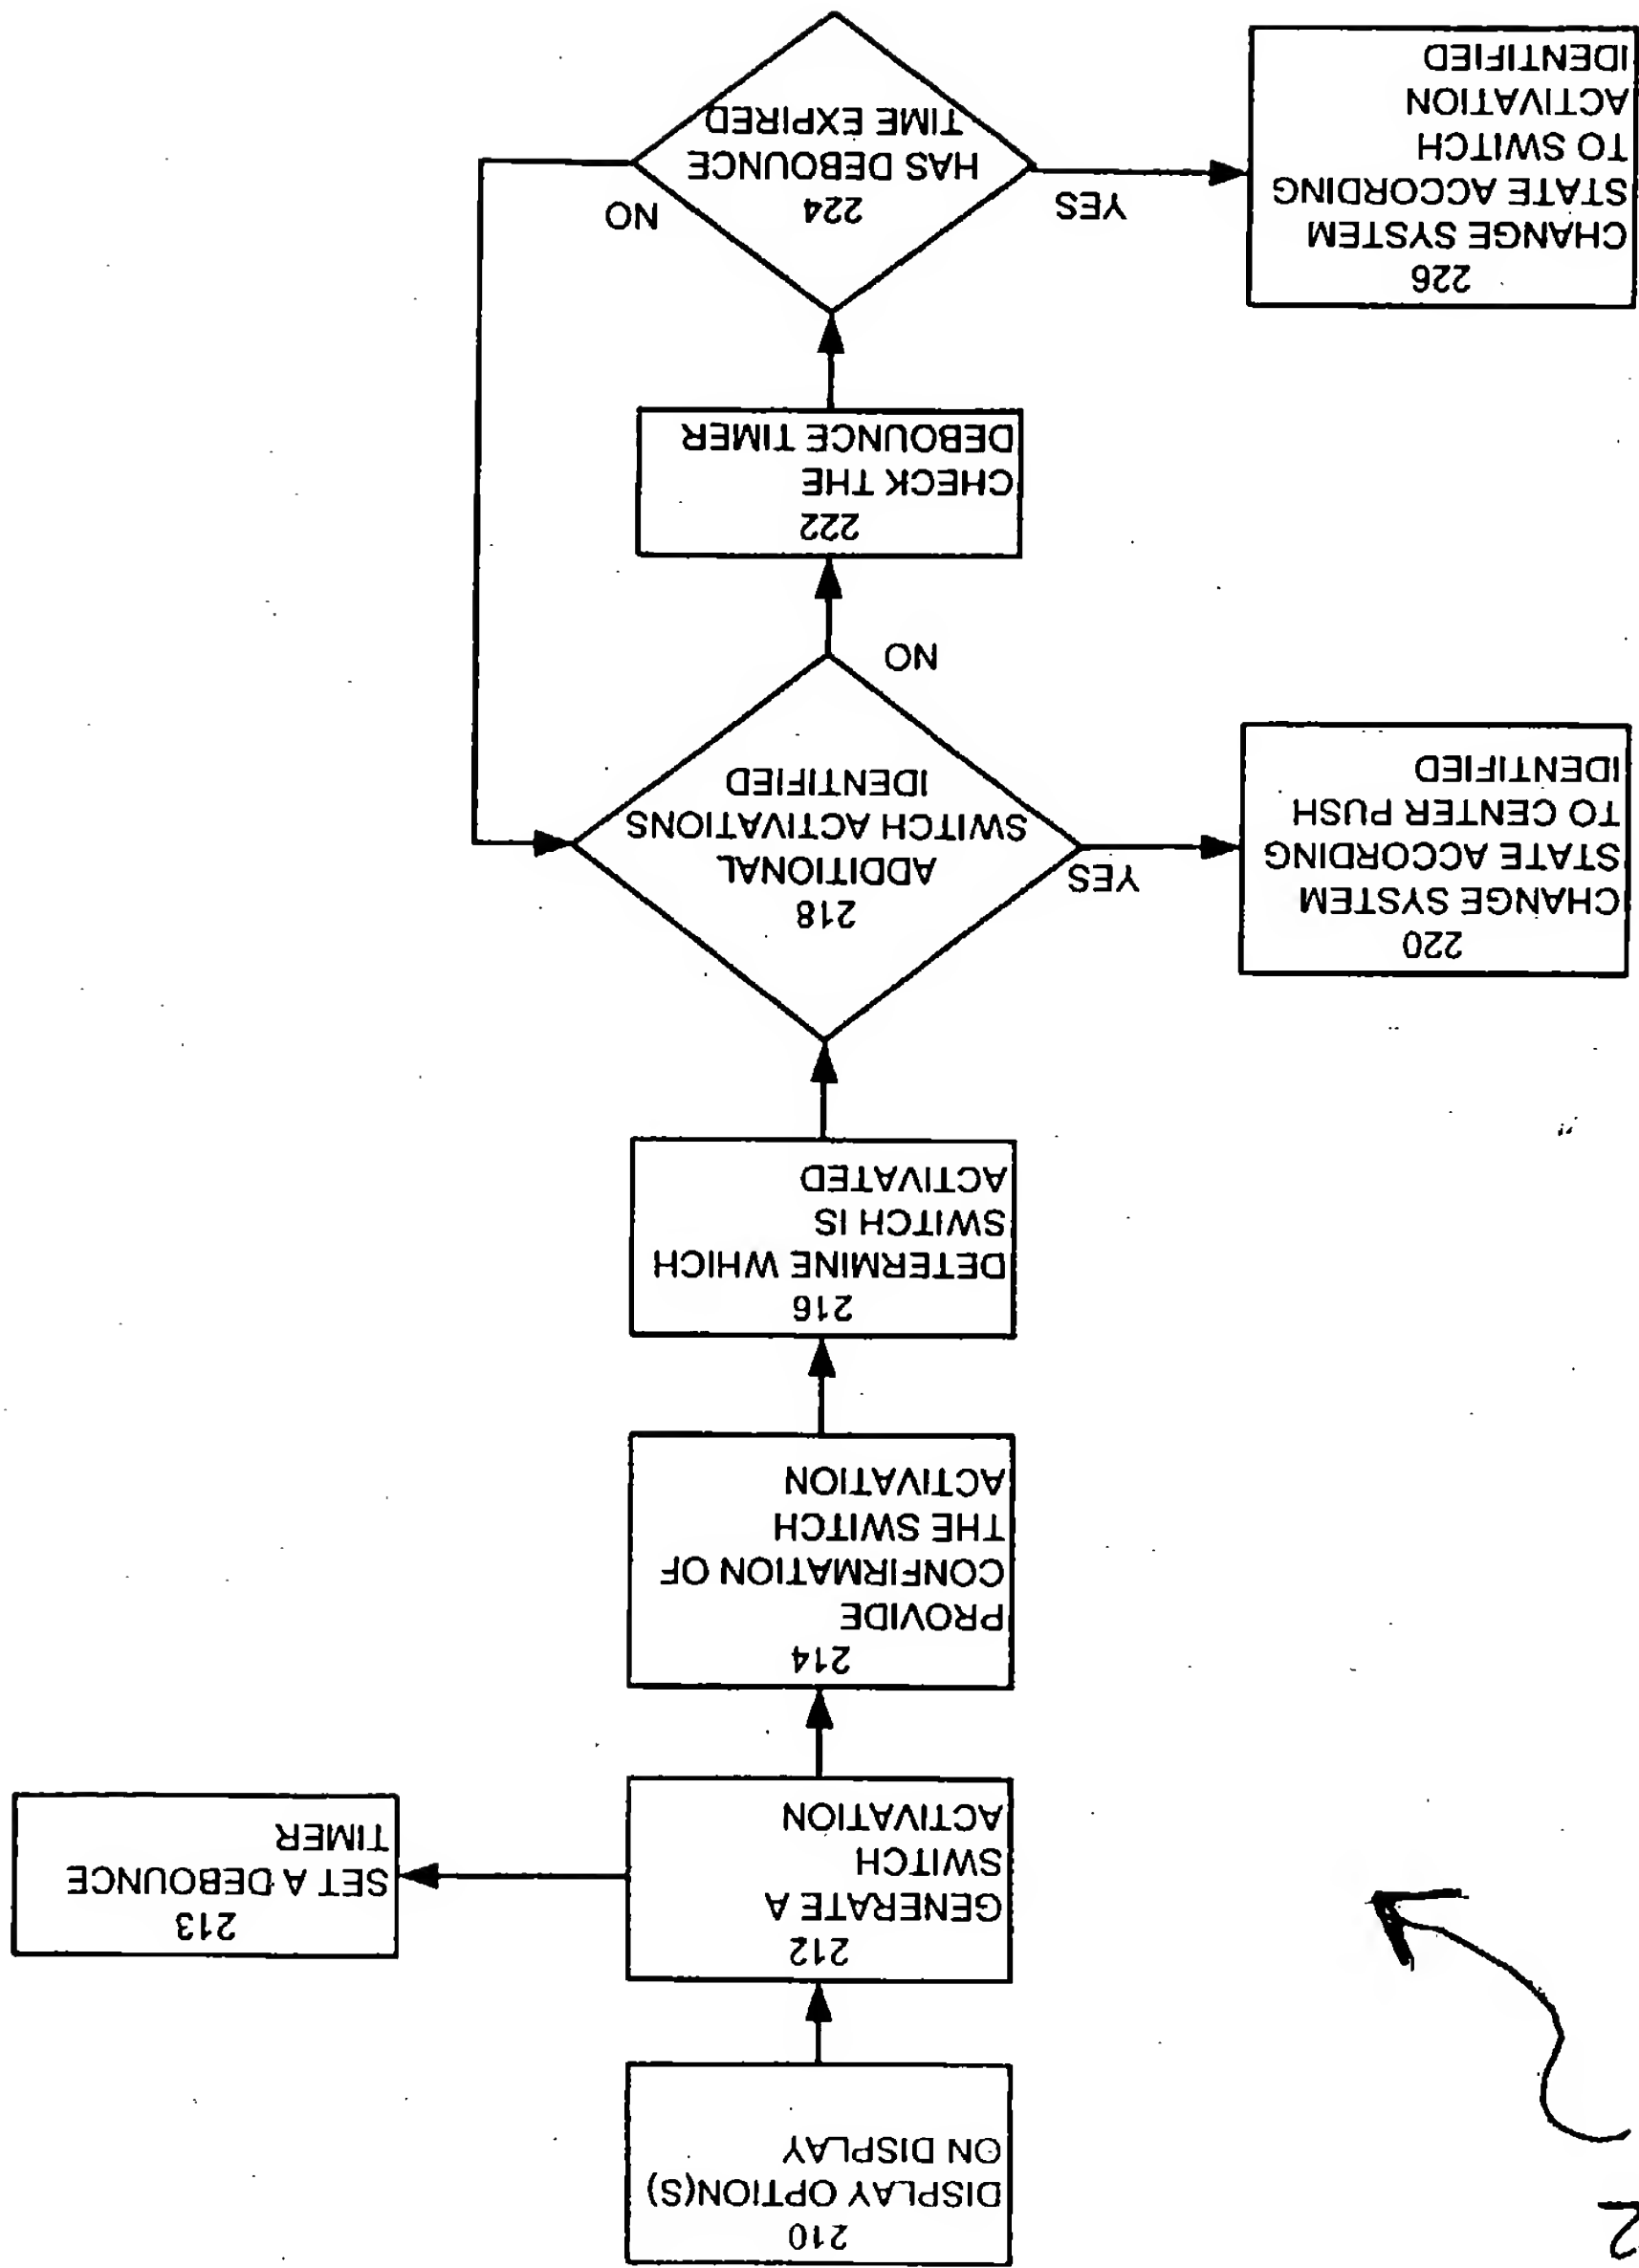 210
DISPLAY OPTION(S)
ON DISPLAY
212
GENERATE A
SWITCH
ACTIVATION
213
SET A DEBOUNCE
TIMER
214
PROVIDE
CONFIRMATION OF
THE SWITCH
ACTIVATION
216
DETERMINE WHICH
SWITCH IS
ACTIVATED
218
ADDITIONAL
SWITCH ACTIVATIONS
IDENTIFIED
YES
NO
220
CHANGE SYSTEM
STATE ACCORDING
TO CENTER PUSH
IDENTIFIED
222
CHECK THE
DEBOUNCE TIMER
224
HAS DEBOUNCE
TIME EXPIRED
YES
NO
226
CHANGE SYSTEM
STATE ACCORDING
TO SWITCH
ACTIVATION
IDENTIFIED